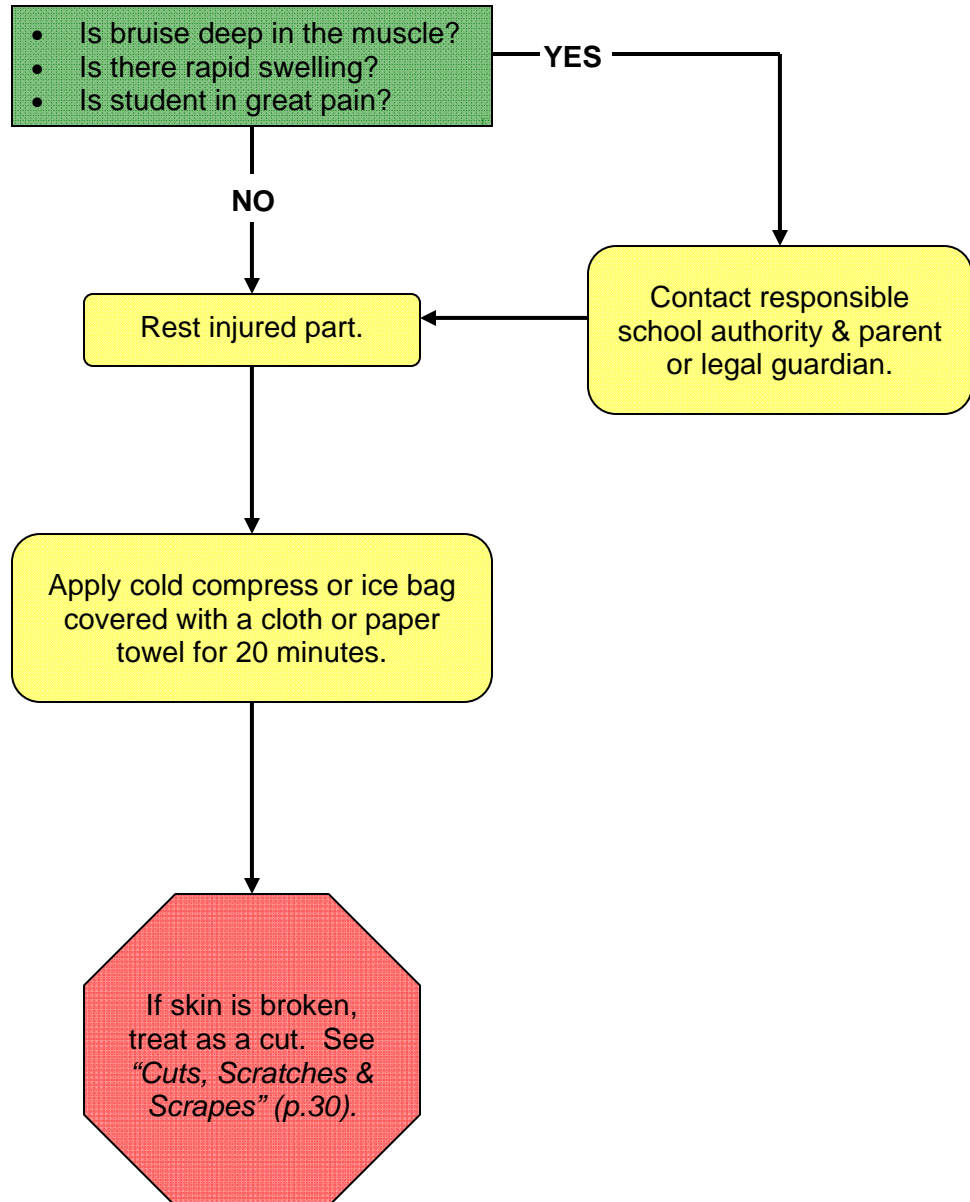 • Is bruise deep in the muscle?
• Is there rapid swelling?
• Is student in great pain?
YES
NO
Contact responsible
school authority & parent
or legal guardian.
Rest injured part.
Apply cold compress or ice bag
covered with a cloth or paper
towel for 20 minutes.
If skin is broken,
treat as a cut.  See
“Cuts, Scratches &
Scrapes” (p.30).